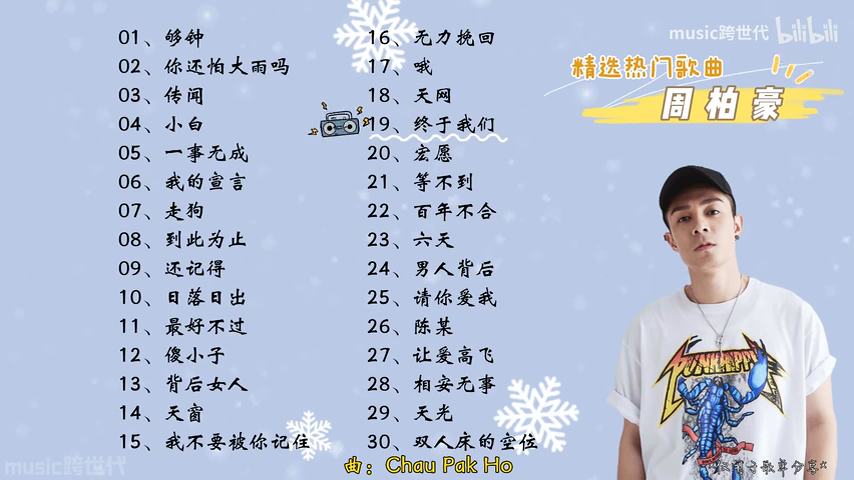 music跨世代 bilibili
精选热门歌曲
周柏豪
01、够钟
02、你还怕大雨吗
03、传闻
04、小白
05、一事无成
06、我的宣言
07、走狗
08、到此为止
09、还记得
10、日落日出
11、最好不过
12、傻小子
13、背后女人
14、天窗
15、我不要被你记住
16、无力挽回
17、哦
18、天网
19、终于我们
20、宏愿
21、等不到
22、百年不合
23、六天
24、男人背后
25、请你爱我
26、陈某
27、让爱高飞
28、相安无事
29、天光
30、双人床的空位
曲：Chau Pak Ho
music跨世代